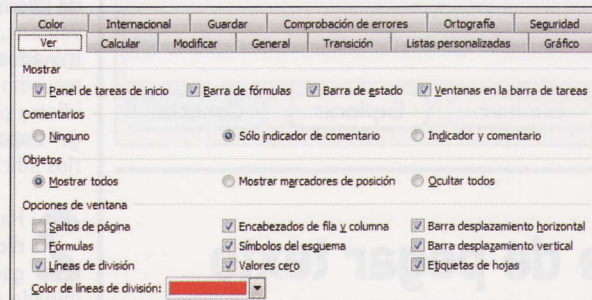 Color Internacional Guardar Comprobación de errores Ortografía Seguridad
Ver Calcular Modificar General Transición Listas personalizadas Gráfico
Mostrar
Panel de tareas de inicio Barra de fórmulas Barra de estado Ventanas en la barra de tareas
Comentarios
Ninguno Sólo indicador de comentario Indicador y comentario
Objetos
Mostrar todos Mostrar marcadores de posición Ocultar todos
Opciones de ventana
Saltos de página Encabezados de fila y columna Barra desplazamiento horizontal
Fórmulas Símbolos del esquema Barra desplazamiento vertical
Líneas de división Valores cero Etiquetas de hojas
Color de líneas de división: